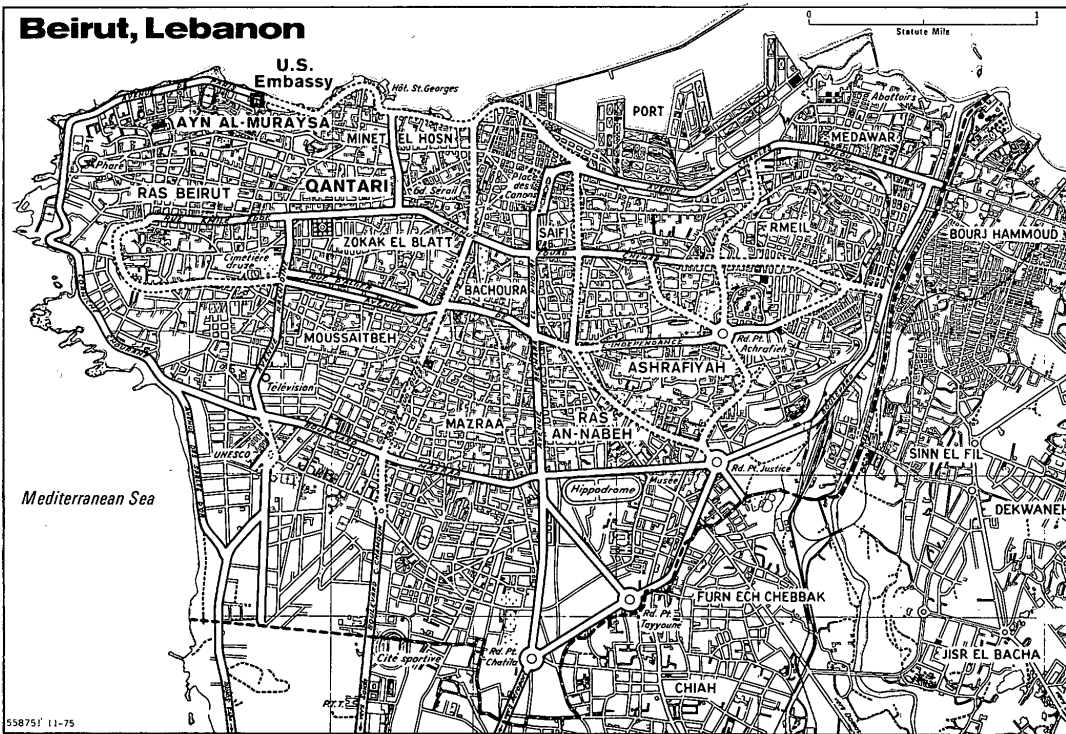 Beirut, Lebanon
0 1
Statute Mile
U.S.
Embassy
Hôt. St. Georges
PORT
Abattoirs
AYN AL-MURAYSA
MINET EL HOSN
MEDAWAR
Phare
RAS BEIRUT
QANTARI
Gd. Serail
Place
des
Canons
AVENUE
SAIFI
RMEIL
BOURJ HAMMOUD
ZOKAK EL BLATT
Cimetière
druze
BACHOURA
MOUSSAITBEH
INDEPENDANCE
Rd. Pt.
Achrafieh
ASHRAFIYAH
Télévision
MAZRAA
RAS
AN-NABEH
UNESCO
Rd. Pt. Justice
SINN EL FIL
Musée
Hippodrome
Mediterranean Sea
DEKWANEH
FURN ECH CHEBBAK
Rd. Pt.
Tayyouné
Rd. Pt.
Chatila
Cité sportive
JISR EL BACHA
CHIAH
P.T.T.
558751 11-75